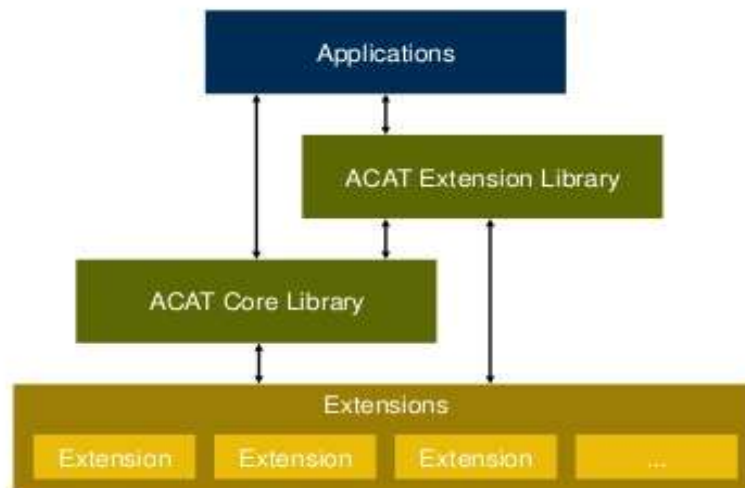 Applications
ACAT Extension Library
ACAT Core Library
Extensions
Extension Extension Extension ...